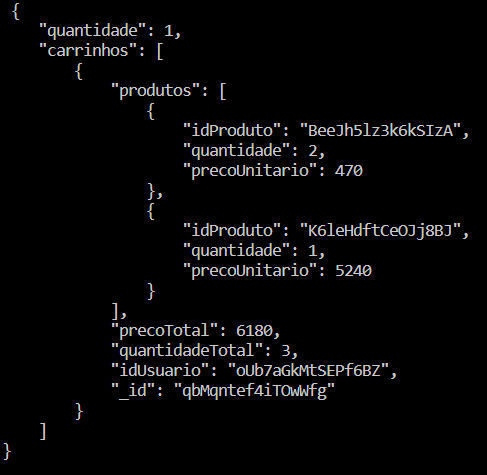 {
"quantidade": 1,
"carrinhos": [
{
"produtos": [
{
"idProduto": "BeeJh5lz3k6kSIzA",
"quantidade": 2,
"precoUnitario": 470
},
{
"idProduto": "K6leHdftCeOJj8BJ",
"quantidade": 1,
"precoUnitario": 5240
}
],
"precoTotal": 6180,
"quantidadeTotal": 3,
"idUsuario": "oUb7aGkMtSEPf6BZ",
"_id": "qbMqntef4iTOwWfg"
}
]
}